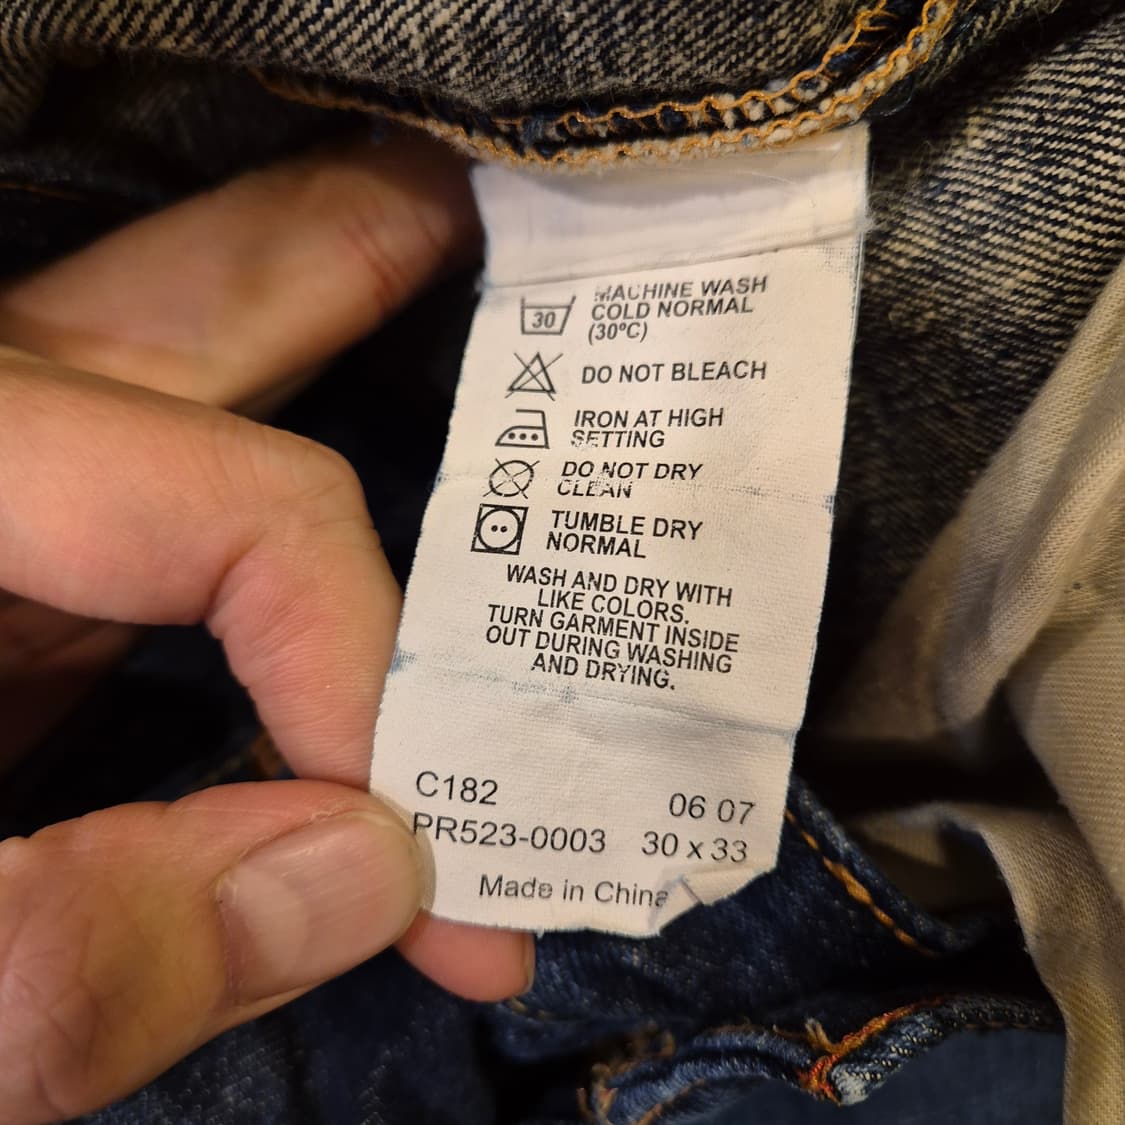 30
MACHINE WASH
COLD NORMAL
(30ºC)
DO NOT BLEACH
IRON AT HIGH
SETTING
DO NOT DRY
CLEAN
TUMBLE DRY
NORMAL
WASH AND DRY WITH
LIKE COLORS.
TURN GARMENT INSIDE
OUT DURING WASHING
AND DRYING.
C182 06 07
PR523-0003 30 x 33
Made in China